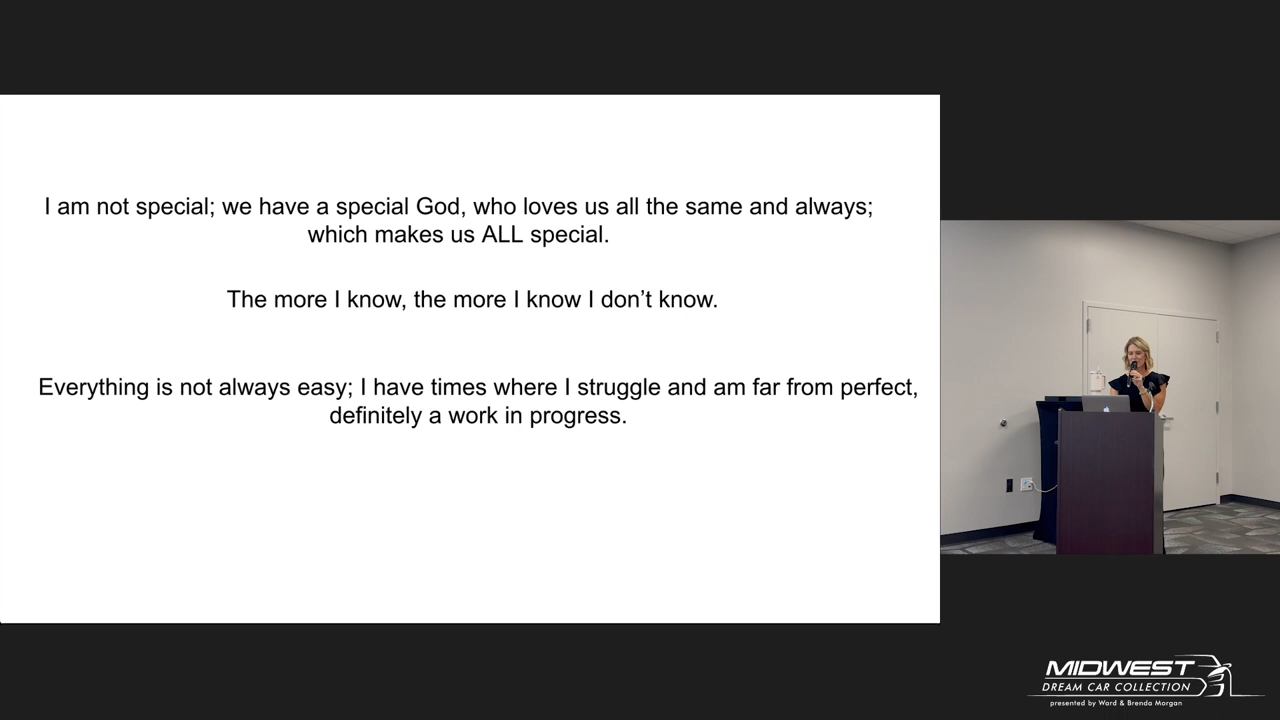 I am not special; we have a special God, who loves us all the same and always;
which makes us ALL special.
The more I know, the more I know I don’t know.
Everything is not always easy; I have times where I struggle and am far from perfect,
definitely a work in progress.
MIDWEST
DREAM CAR COLLECTION
presented by Ward & Brenda Morgan